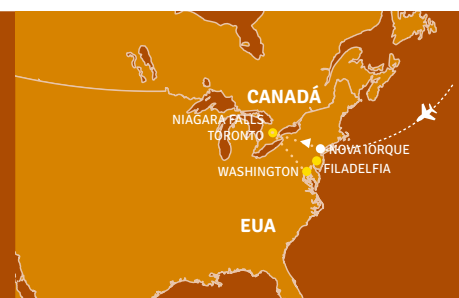 CANADÁ
NIAGARA FALLS
TORONTO
NOVA IORQUE
FILADELFIA
WASHINGTON
EUA